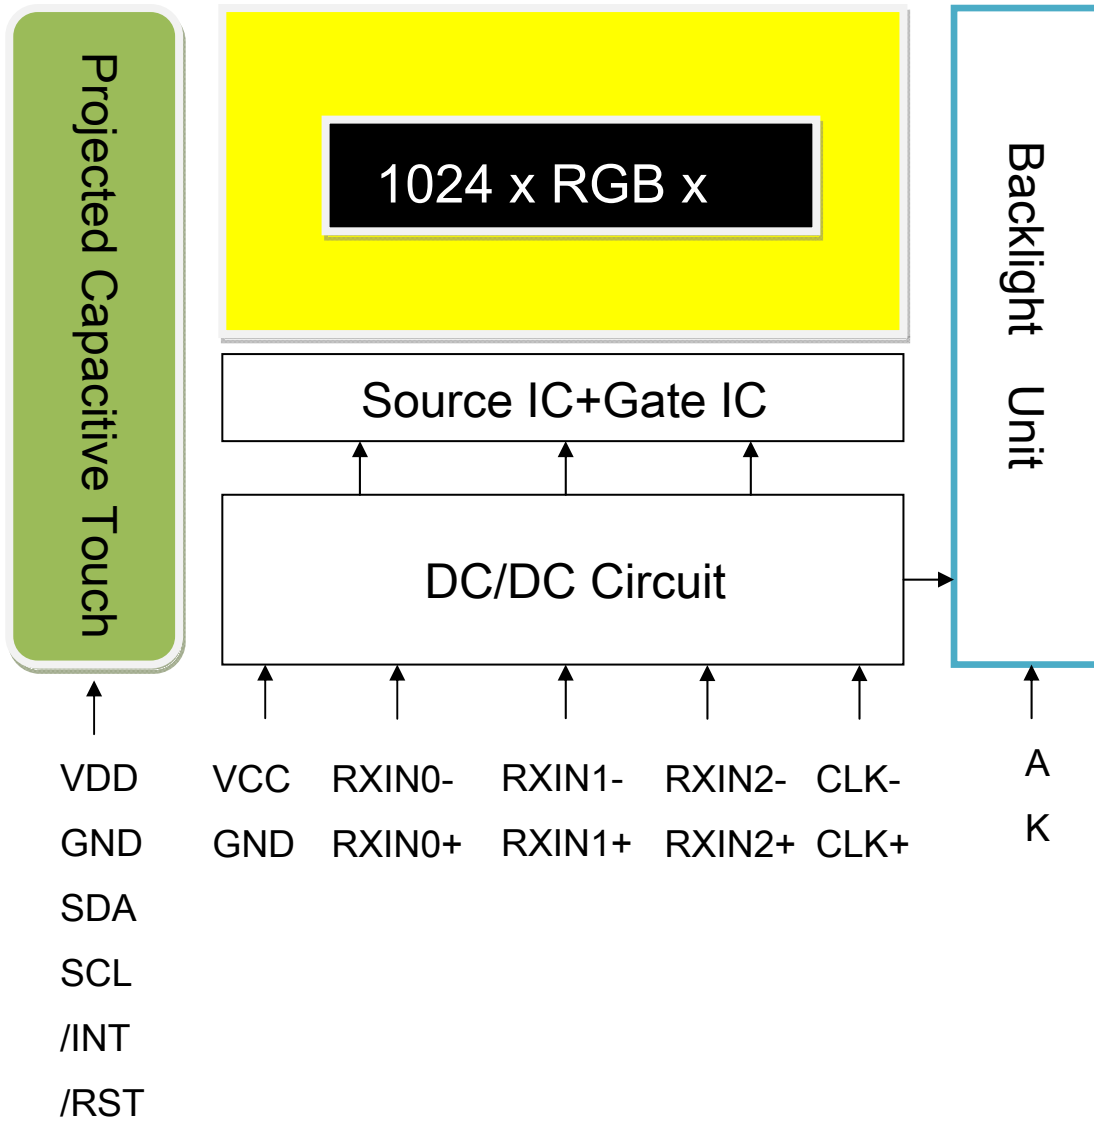 Projected Capacitive Touch
1024 x RGB x
Backlight Unit
Source IC+Gate IC
DC/DC Circuit
VDD
GND
SDA
SCL
/INT
/RST
VCC
GND
RXIN0-
RXIN0+
RXIN1-
RXIN1+
RXIN2-
RXIN2+
CLK-
CLK+
A
K